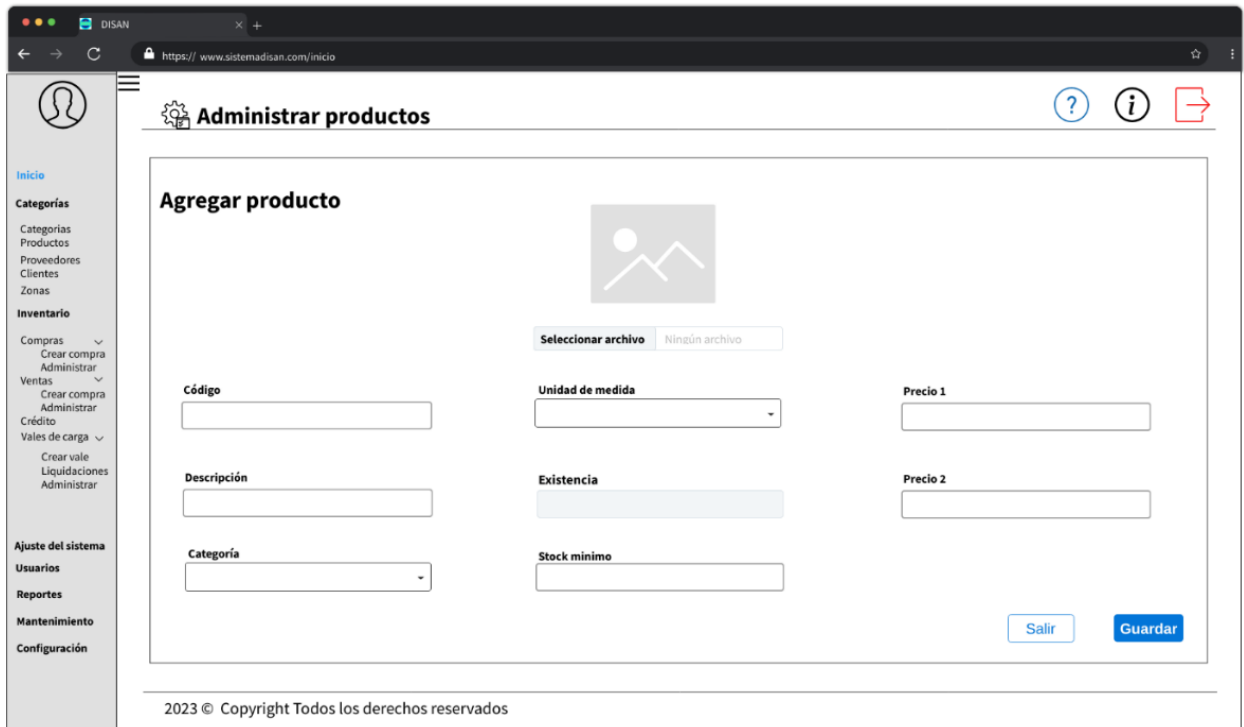 DISAN
https:// www.sistemadisan.com/inicio
Administrar productos
Inicio
Categorías
Categorias
Productos
Proveedores
Clientes
Zonas
Inventario
Compras
Crear compra
Administrar
Ventas
Crear compra
Administrar
Crédito
Vales de carga
Crear vale
Liquidaciones
Administrar
Ajuste del sistema
Usuarios
Reportes
Mantenimiento
Configuración
Agregar producto
Seleccionar archivo Ningún archivo
Código Unidad de medida Precio 1
Descripción Existencia Precio 2
Categoría Stock minimo
Salir Guardar
2023 © Copyright Todos los derechos reservados